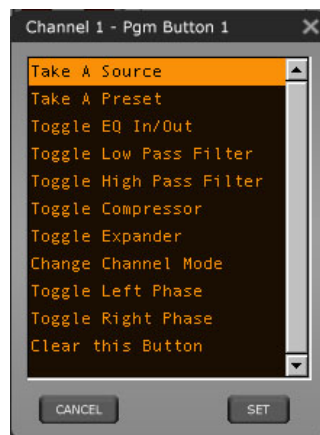 Channel 1 - Pgm Button 1
Take A Source
Take A Preset
Toggle EQ In/Out
Toggle Low Pass Filter
Toggle High Pass Filter
Toggle Compressor
Toggle Expander
Change Channel Mode
Toggle Left Phase
Toggle Right Phase
Clear this Button
CANCEL SET